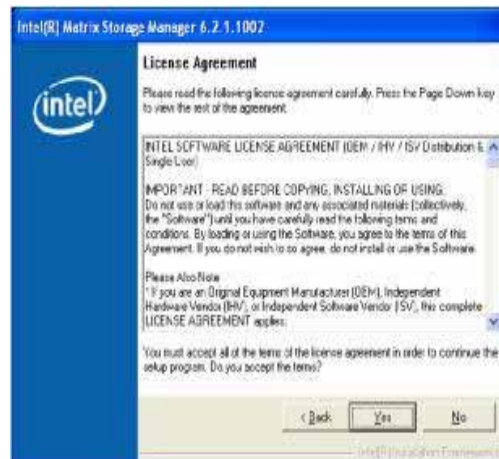 Intel(R) Matrix Storage Manager 6.2.1.1002
intel
License Agreement
Please read the following license agreement carefully. Press the Page Down key
to view the rest of the agreement.
INTEL SOFTWARE LICENSE AGREEMENT (OEM / IHV / ISV Distribution &
Single User)
IMPORTANT - READ BEFORE COPYING, INSTALLING OR USING.
Do not use or load this software and any associated materials (collectively,
the "Software") until you have carefully read the following terms and
conditions. By loading or using the Software, you agree to the terms of this
Agreement. If you do not wish to so agree, do not install or use the Software.
Please Also Note:
* If you are an Original Equipment Manufacturer (OEM), Independent
Hardware Vendor (IHV), or Independent Software Vendor (ISV), this complete
LICENSE AGREEMENT applies.
You must accept all of the terms of the license agreement in order to continue the
setup program. Do you accept the terms?
< Back
Yes
No
Intel(R) Installation Framework